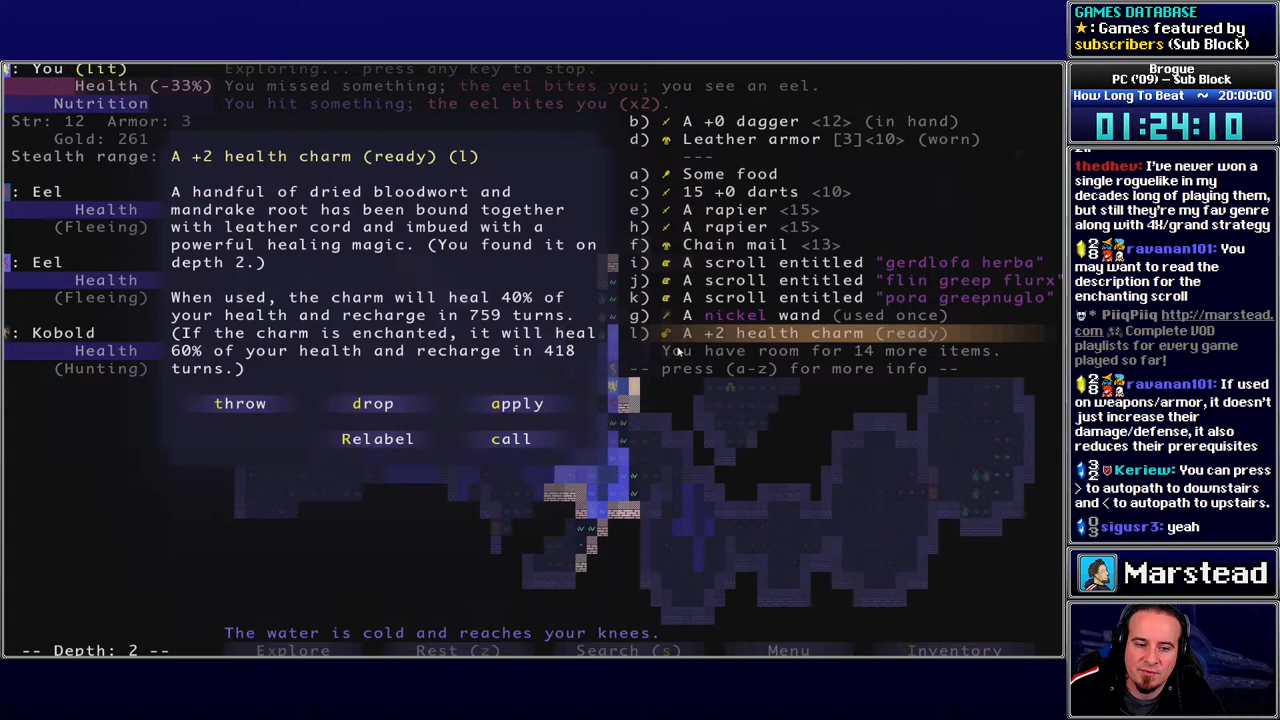 : You (lit)
Exploring... press any key to stop.
Health (-33%)
You missed something; the eel bites you; you see an eel.
Nutrition
You hit something; the eel bites you (x2).
Str: 12 Armor: 3
Gold: 261
Stealth range:
: Eel
Health
(Fleeing)
: Eel
Health
(Fleeing)
: Kobold
Health
(Hunting)
A +2 health charm (ready) (l)
A handful of dried bloodwort and
mandrake root has been bound together
with leather cord and imbued with a
powerful healing magic. (You found it on
depth 2.)
When used, the charm will heal 40% of
your health and recharge in 759 turns.
(If the charm is enchanted, it will heal
60% of your health and recharge in 418
turns.)
throw
drop
apply
Relabel
call
b) A +0 dagger <12> (in hand)
d) Leather armor [3]<10> (worn)
---
a) Some food
c) 15 +0 darts <10>
e) A rapier <15>
h) A rapier <15>
f) Chain mail <13>
i) A scroll entitled "gerdlofa herba"
j) A scroll entitled "flin greep flurx"
k) A scroll entitled "pora greepnuglo"
g) A nickel wand (used once)
l) A +2 health charm (ready)
You have room for 14 more items.
-- press (a-z) for more info --
The water is cold and reaches your knees.
-- Depth: 2 --
Explore
Rest (z)
Search (s)
Menu
Inventory
GAMES DATABASE
★: Games featured by
subscribers (Sub Block)
Brogue
PC ('09) – Sub Block
How Long To Beat ~ 20:00:00
01:24:10
thedhev: I've never won a
single roguelike in my
decades long of playing them,
but still they're my fav genre
along with 4X/grand strategy
ravanan101: You
may want to read the
description for the
enchanting scroll
PiiqPiiq http://marstead.
com Complete VOD
playlists for every game
played so far!
ravanan101: If used
on weapons/armor, it doesn't
just increase their
damage/defense, it also
reduces their prerequisites
Keriew: You can press
> to autopath to downstairs
and < to autopath to upstairs.
sigusr3: yeah
Marstead